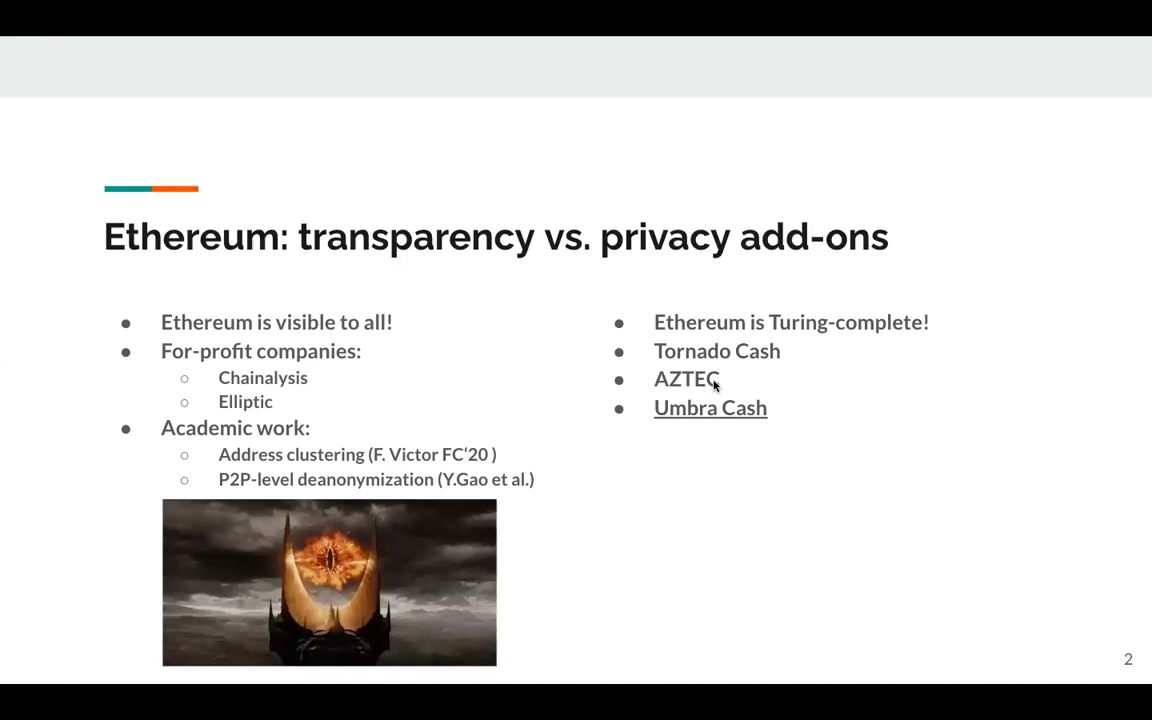 Ethereum: transparency vs. privacy add-ons
● Ethereum is visible to all!
● For-profit companies:
○ Chainalysis
○ Elliptic
● Academic work:
○ Address clustering (F. Victor FC‘20 )
○ P2P-level deanonymization (Y.Gao et al.)
● Ethereum is Turing-complete!
● Tornado Cash
● AZTEC
● Umbra Cash
2